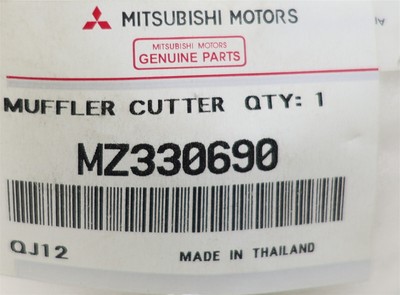 MITSUBISHI MOTORS
MITSUBISHI MOTORS
GENUINE PARTS
MUFFLER CUTTER QTY: 1
MZ330690
QJ12 MADE IN THAILAND